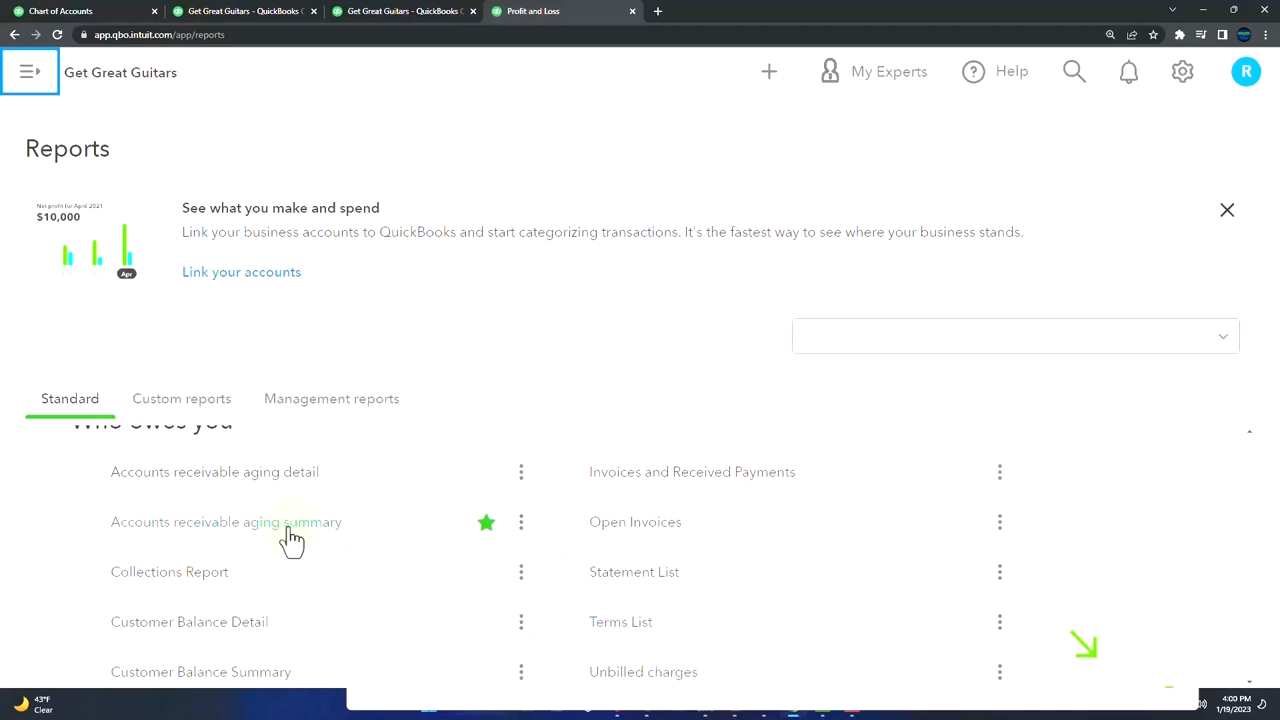 Chart of Accounts
Get Great Guitars - QuickBooks C
Get Great Guitars - QuickBooks C
Profit and Loss
app.qbo.intuit.com/app/reports
Get Great Guitars
My Experts
Help
R
Reports
Net profit for April 2021
$10,000
Apr
See what you make and spend
Link your business accounts to QuickBooks and start categorizing transactions. It's the fastest way to see where your business stands.
Link your accounts
Standard
Custom reports
Management reports
Who owes you
Accounts receivable aging detail
Invoices and Received Payments
Accounts receivable aging summary
Open Invoices
Collections Report
Statement List
Customer Balance Detail
Terms List
Customer Balance Summary
Unbilled charges
43°F
Clear
4:00 PM
1/19/2023